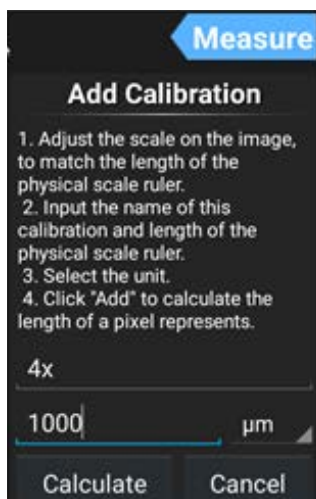 Measure
Add Calibration
1. Adjust the scale on the image,
to match the length of the
physical scale ruler.
2. Input the name of this
calibration and length of the
physical scale ruler.
3. Select the unit.
4. Click "Add" to calculate the
length of a pixel represents.
4x
1000 µm
Calculate Cancel